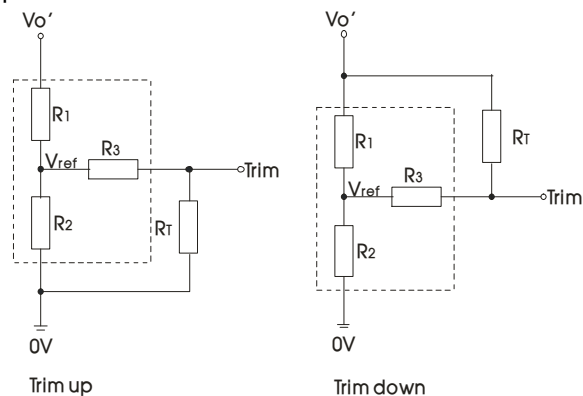 Vo'
R1
Vref
R3
Trim
R2
RT
0V
Trim up
Vo'
R1
RT
Vref
R3
Trim
R2
0V
Trim down